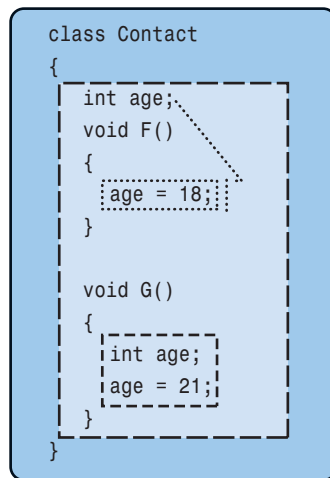 class Contact
{
int age;
void F()
{
age = 18;
}
void G()
{
int age;
age = 21;
}
}